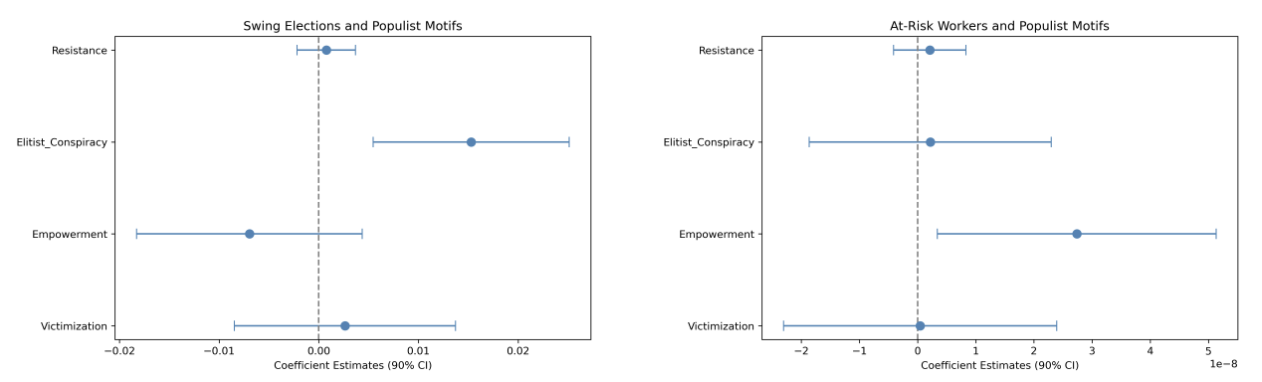 Swing Elections and Populist Motifs
Resistance
Elitist_Conspiracy
Empowerment
Victimization
−0.02 −0.01 0.00 0.01 0.02
Coefficient Estimates (90% CI)
At-Risk Workers and Populist Motifs
Resistance
Elitist_Conspiracy
Empowerment
Victimization
−2 −1 0 1 2 3 4 5
1e−8
Coefficient Estimates (90% CI)